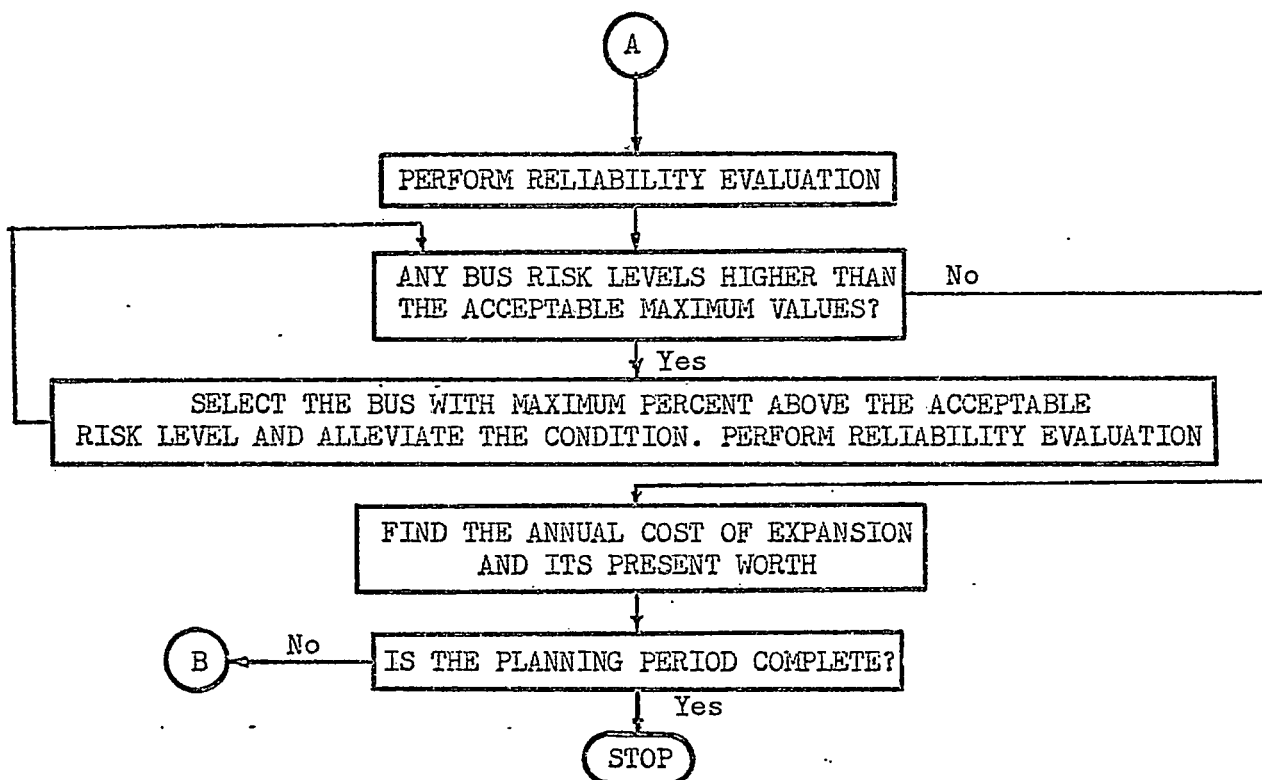 A
PERFORM RELIABILITY EVALUATION
ANY BUS RISK LEVELS HIGHER THAN
THE ACCEPTABLE MAXIMUM VALUES?
No
Yes
SELECT THE BUS WITH MAXIMUM PERCENT ABOVE THE ACCEPTABLE
RISK LEVEL AND ALLEVIATE THE CONDITION. PERFORM RELIABILITY EVALUATION
FIND THE ANNUAL COST OF EXPANSION
AND ITS PRESENT WORTH
B
No
IS THE PLANNING PERIOD COMPLETE?
Yes
STOP